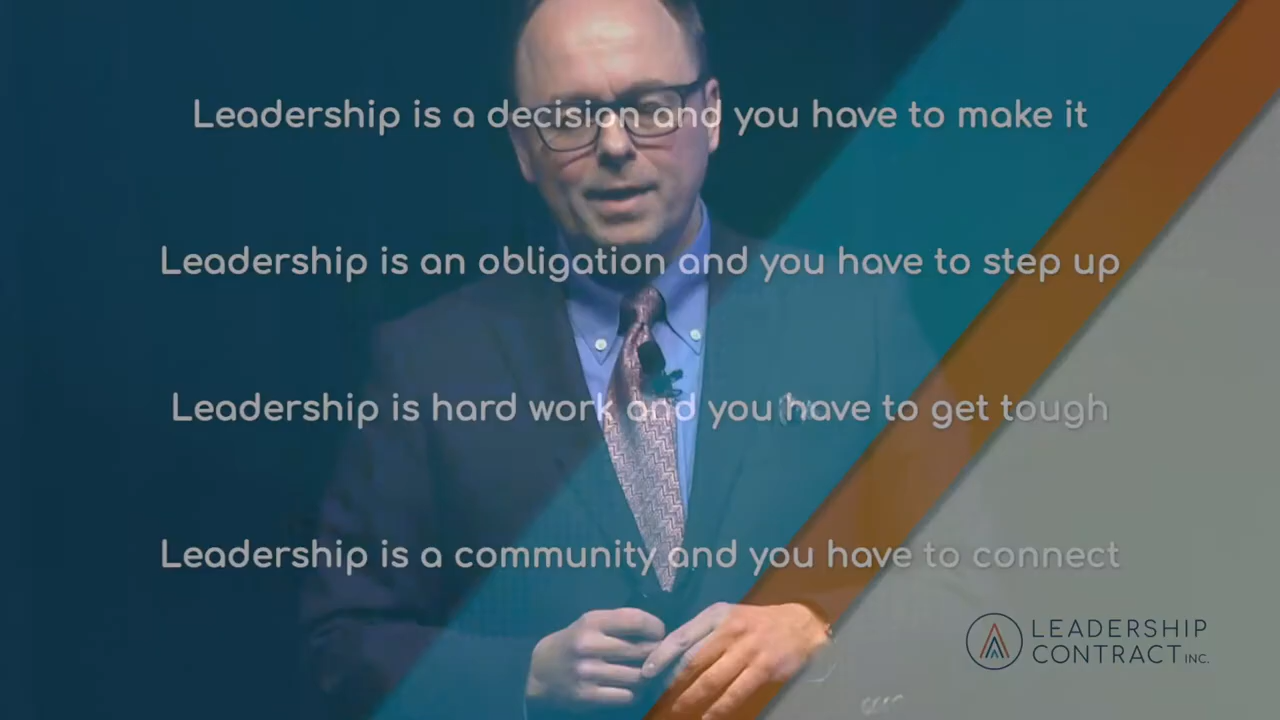 Leadership is a decision and you have to make it
Leadership is an obligation and you have to step up
Leadership is hard work and you have to get tough
Leadership is a community and you have to connect
LEADERSHIP
CONTRACT INC.